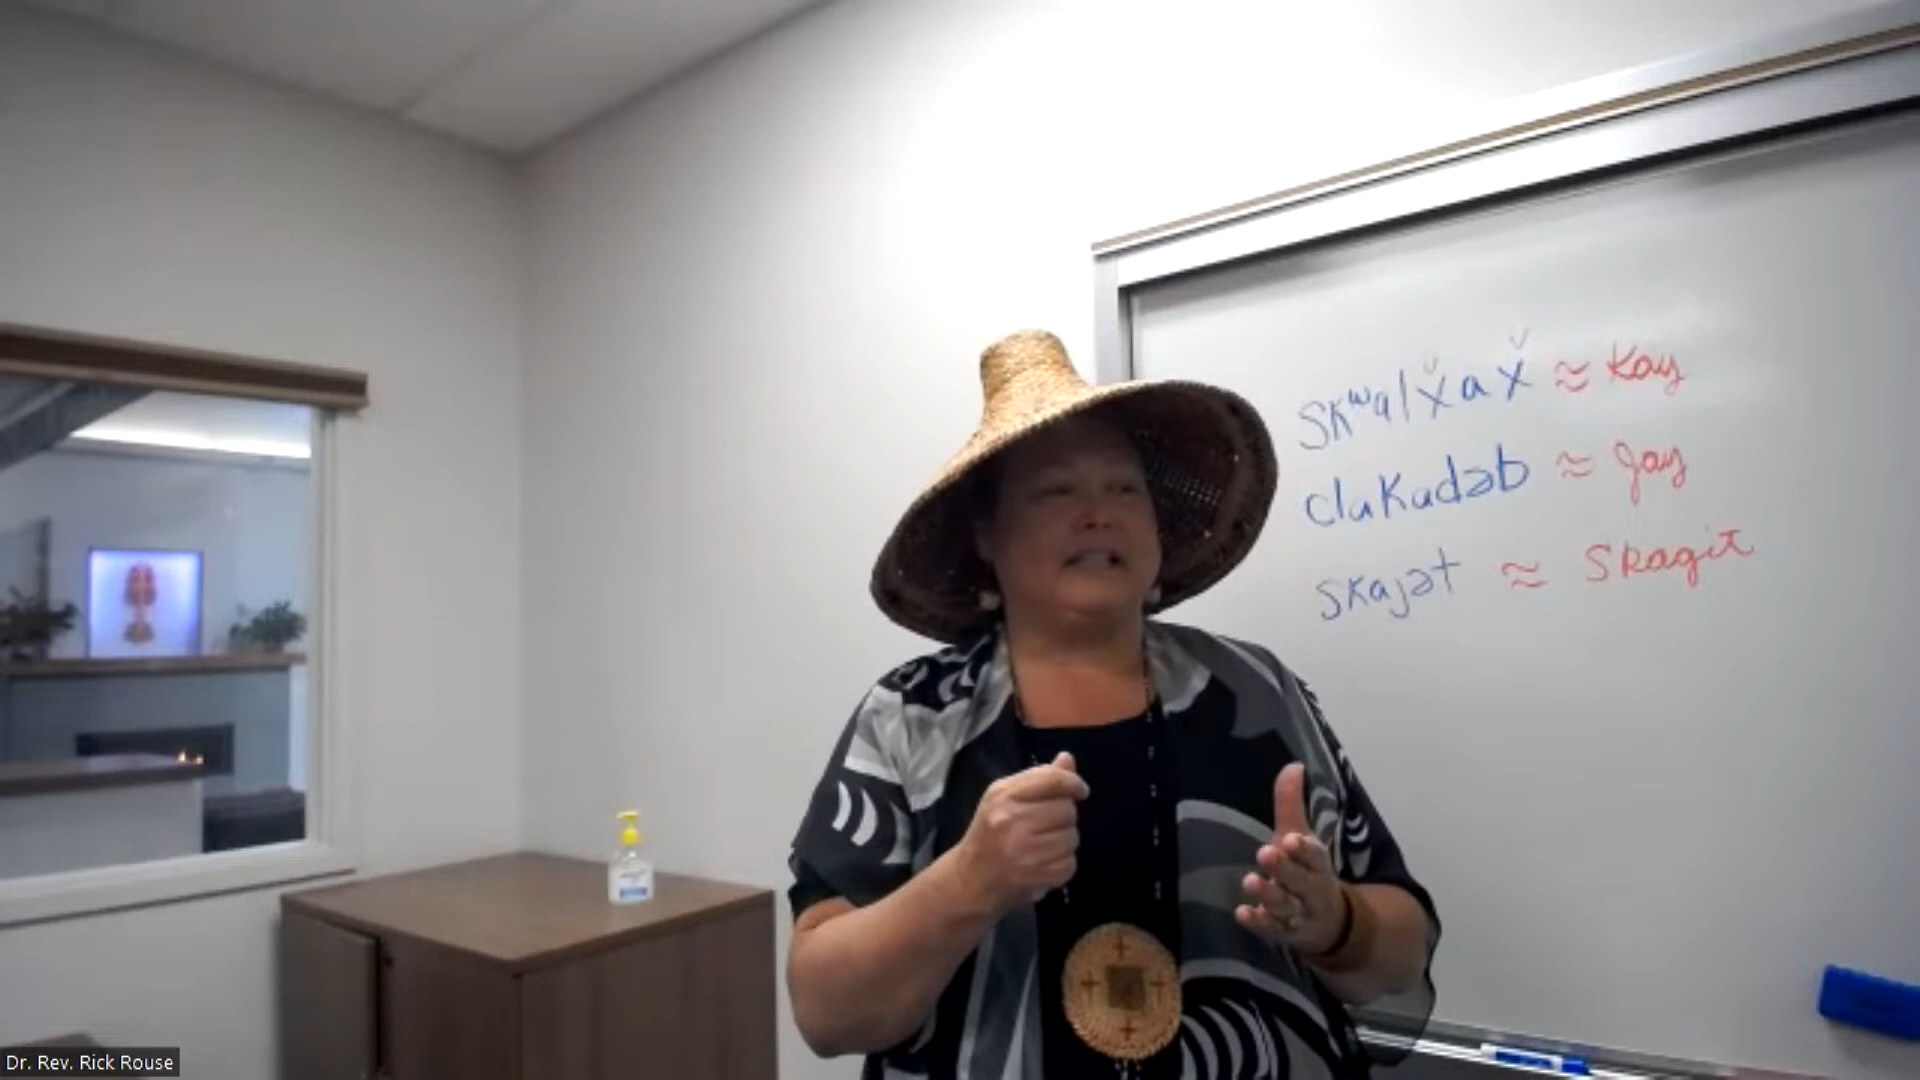 skʷalx̌ax̌ ≈ Kay
clakadəb ≈ Jay
skajət ≈ Skagit
Dr. Rev. Rick Rouse